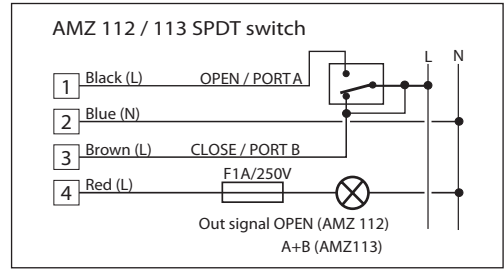 AMZ 112 / 113 SPDT switch
L N
1 Black (L) OPEN / PORT A
2 Blue (N)
3 Brown (L) CLOSE / PORT B
F1A/250V
4 Red (L)
Out signal OPEN (AMZ 112)
A+B (AMZ113)